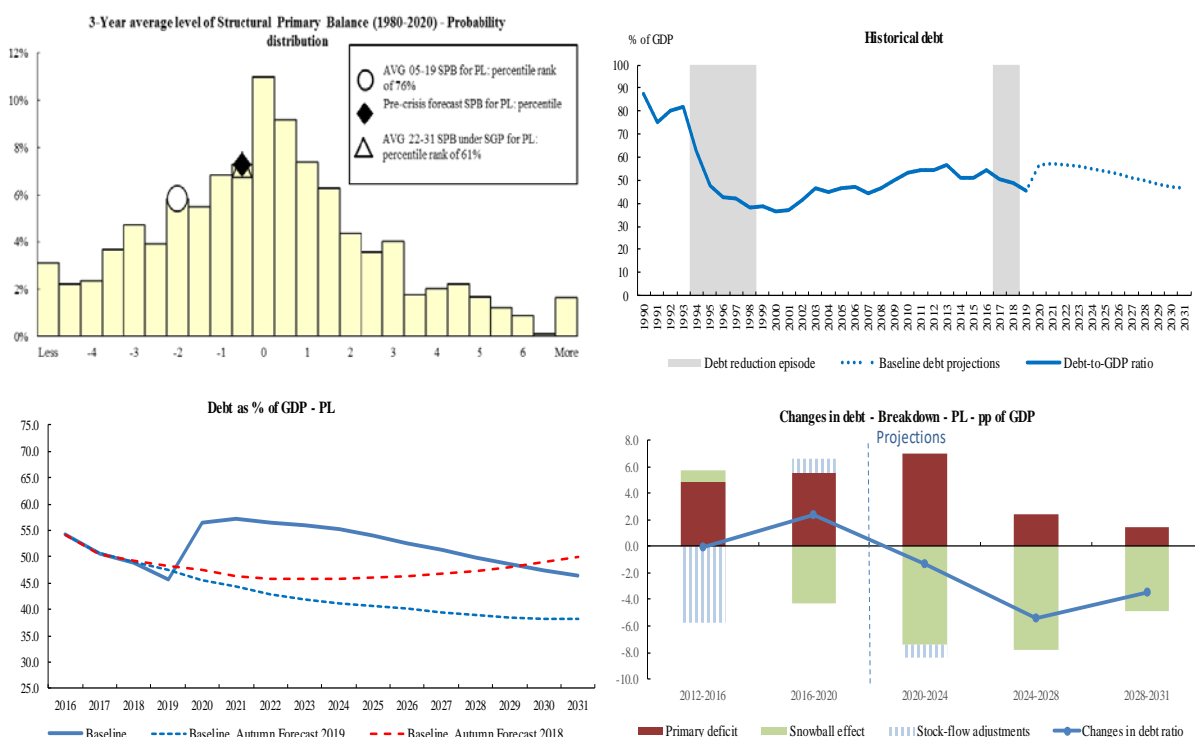 3-Year average level of Structural Primary Balance (1980-2020) - Probability
distribution
12%
10%
8%
6%
4%
2%
0%
AVG 05-19 SPB for PL: percentile rank
of 76%
Pre-crisis forecast SPB for PL: percentile
AVG 22-31 SPB under SGP for PL:
percentile rank of 61%
Less -4 -3 -2 -1 0 1 2 3 4 5 6 More
Historical debt
% of GDP
100
90
80
70
60
50
40
30
20
10
0
1990 1991 1992 1993 1994 1995 1996 1997 1998 1999 2000 2001 2002 2003 2004 2005 2006 2007 2008 2009 2010 2011 2012 2013 2014 2015 2016 2017 2018 2019 2020 2021 2022 2023 2024 2025 2026 2027 2028 2029 2030 2031
Debt reduction episode Baseline debt projections Debt-to-GDP ratio
Debt as % of GDP - PL
75.0
70.0
65.0
60.0
55.0
50.0
45.0
40.0
35.0
30.0
25.0
2016 2017 2018 2019 2020 2021 2022 2023 2024 2025 2026 2027 2028 2029 2030 2031
Baseline Baseline, Autumn Forecast 2019 Baseline, Autumn Forecast 2018
Changes in debt - Breakdown - PL - pp of GDP
Projections
8.0
6.0
4.0
2.0
0.0
-2.0
-4.0
-6.0
-8.0
-10.0
2012-2016 2016-2020 2020-2024 2024-2028 2028-2031
Primary deficit Snowball effect Stock-flow adjustments Changes in debt ratio